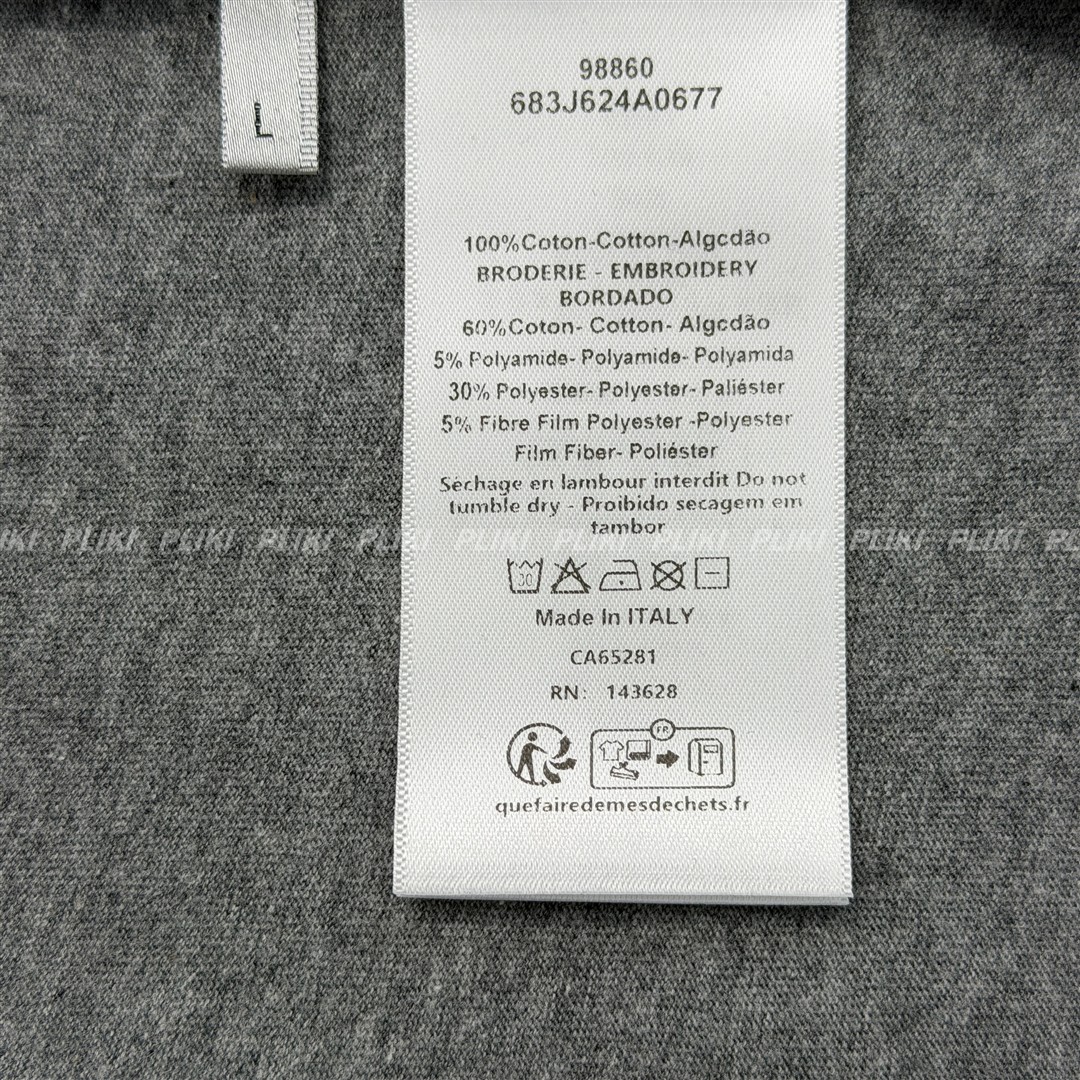 L
98860
683J624A0677
100%Coton-Cotton-Algcdão
BRODERIE - EMBROIDERY
BORDADO
60%Coton- Cotton- Algcdão
5% Polyamide- Polyamide- Polyamida
30% Polyester- Polyester- Paliéster
5% Fibre Film Polyester -Polyester
Film Fiber- Poliéster
Séchage en lambour interdit Do not
tumble dry - Proibido secagem em
tambor
PLIKI PLIKI PLIKI PLIKI PLIKI PLIKI PLIKI PLIKI PLIKI PLIKI
30
Made In ITALY
CA65281
RN: 143628
FR
quefairedemesdechets.fr